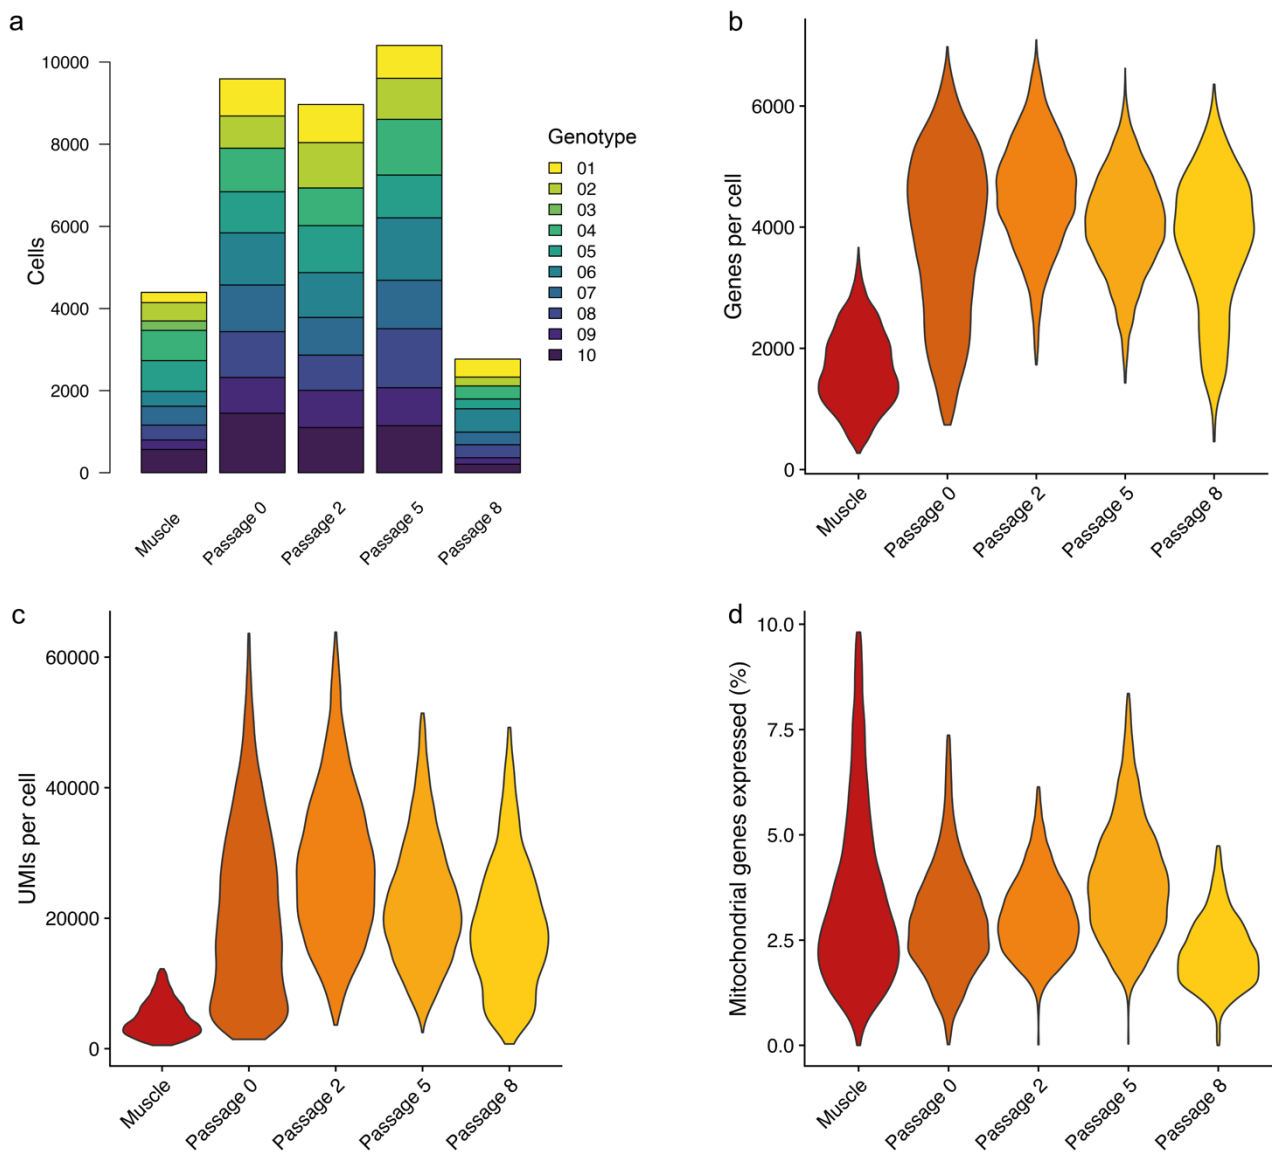 a
10000
8000
6000
4000
2000
0
Cells
Muscle
Passage 0
Passage 2
Passage 5
Passage 8
Genotype
01
02
03
04
05
06
07
08
09
10
b
6000
4000
2000
0
Genes per cell
Muscle
Passage 0
Passage 2
Passage 5
Passage 8
c
60000
40000
20000
0
UMIs per cell
Muscle
Passage 0
Passage 2
Passage 5
Passage 8
d
10.0
7.5
5.0
2.5
0.0
Mitochondrial genes expressed (%)
Muscle
Passage 0
Passage 2
Passage 5
Passage 8